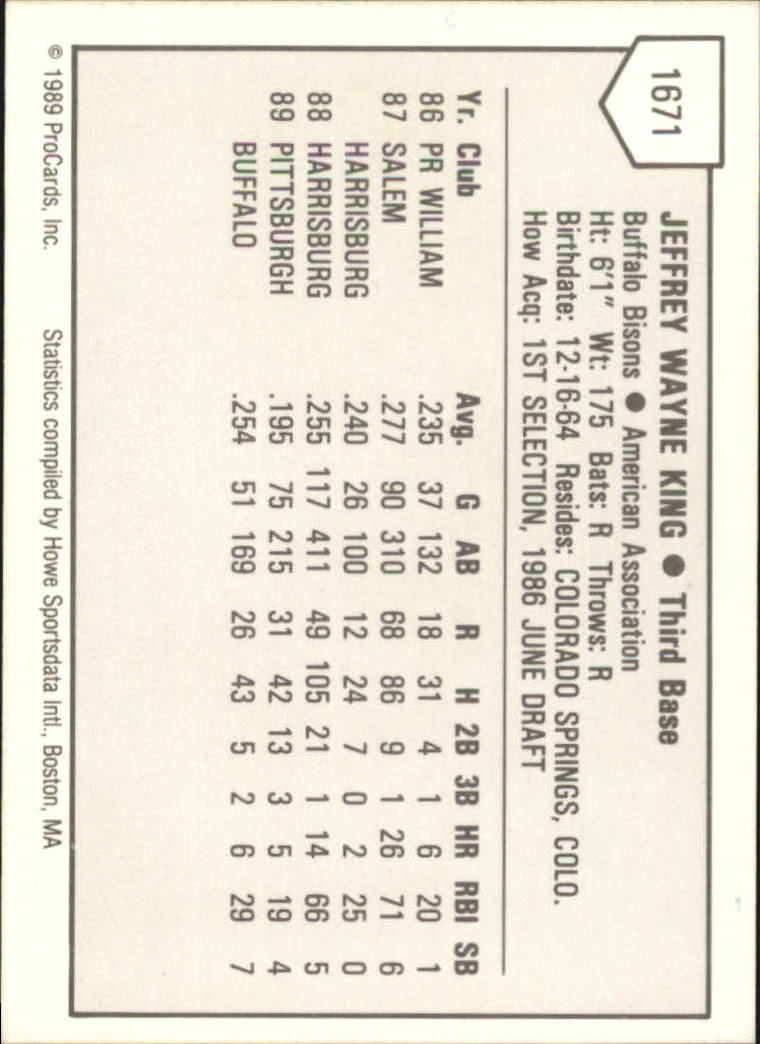 1671
JEFFREY WAYNE KING ● Third Base
Buffalo Bisons ● American Association
Ht: 6'1" Wt: 175 Bats: R Throws: R
Birthdate: 12-16-64 Resides: COLORADO SPRINGS, COLO.
How Acq: 1ST SELECTION, 1986 JUNE DRAFT
Yr. Club Avg. G AB R H 2B 3B HR RBI SB
86 PR WILLIAM .235 37 132 18 31 4 1 6 20 1
87 SALEM .277 90 310 68 86 9 1 26 71 6
HARRISBURG .240 26 100 12 24 7 0 2 25 0
88 HARRISBURG .255 117 411 49 105 21 1 14 66 5
89 PITTSBURGH .195 75 215 31 42 13 3 5 19 4
BUFFALO .254 51 169 26 43 5 2 6 29 7
© 1989 ProCards, Inc. Statistics compiled by Howe Sportsdata Intl., Boston, MA